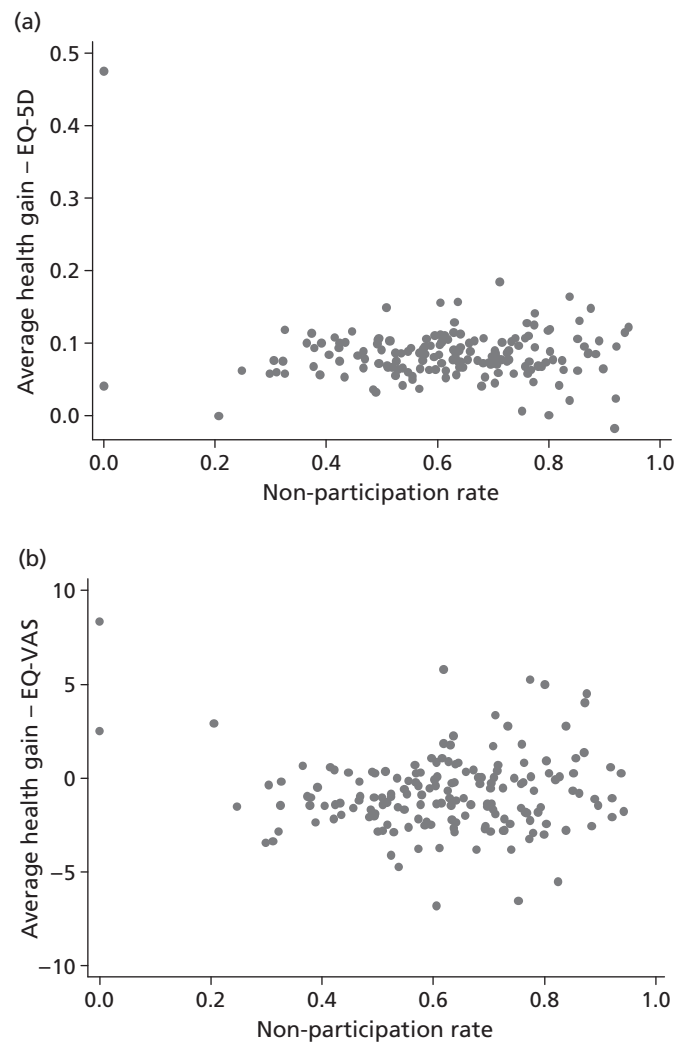 (a)
0.5
0.4
0.3
0.2
0.1
0.0
Average health gain – EQ-5D
0.0 0.2 0.4 0.6 0.8 1.0
Non-participation rate
(b)
10
5
0
−5
−10
Average health gain – EQ-VAS
0.0 0.2 0.4 0.6 0.8 1.0
Non-participation rate